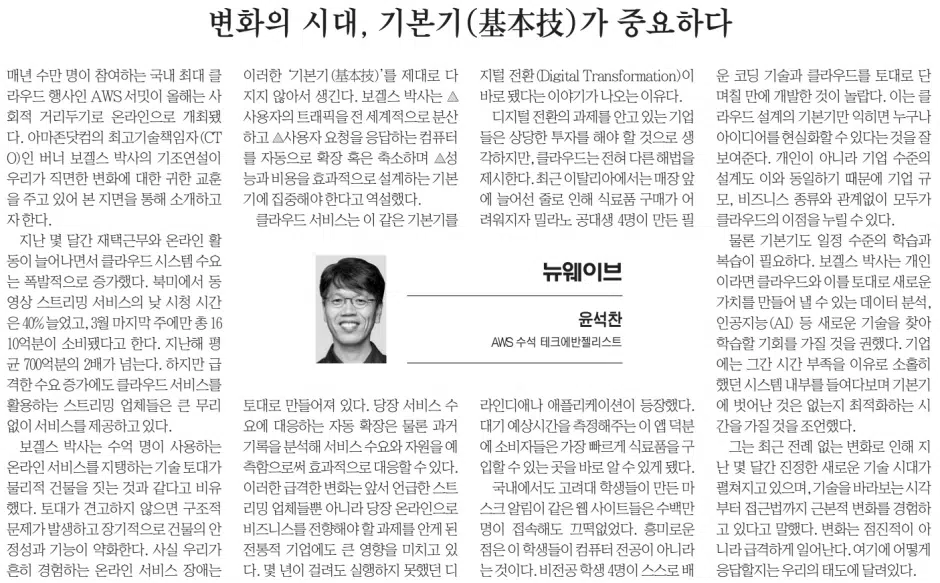 변화의 시대, 기본기(基本技)가 중요하다
매년 수만 명이 참여하는 국내 최대 클
라우드 행사인 AWS 서밋이 올해는 사
회적 거리두기로 온라인으로 개최됐
다. 아마존닷컴의 최고기술책임자(CT
O)인 버너 보겔스 박사의 기조연설이
우리가 직면한 변화에 대한 귀한 교훈
을 주고 있어 본 지면을 통해 소개하고
자 한다.
지난 몇 달간 재택근무와 온라인 활
동이 늘어나면서 클라우드 시스템 수요
는 폭발적으로 증가했다. 북미에서 동
영상 스트리밍 서비스의 낮 시청 시간
은 40% 늘었고, 3월 마지막 주에만 총 16
10억분이 소비됐다고 한다. 지난해 평
균 700억분의 2배가 넘는다. 하지만 급
격한 수요 증가에도 클라우드 서비스를
활용하는 스트리밍 업체들은 큰 무리
없이 서비스를 제공하고 있다.
보겔스 박사는 수억 명이 사용하는
온라인 서비스를 지탱하는 기술 토대가
물리적 건물을 짓는 것과 같다고 비유
했다. 토대가 견고하지 않으면 구조적
문제가 발생하고 장기적으로 건물의 안
정성과 기능이 약화한다. 사실 우리가
흔히 경험하는 온라인 서비스 장애는
이러한 '기본기(基本技)'를 제대로 다
지지 않아서 생긴다. 보겔스 박사는 △
사용자의 트래픽을 전 세계적으로 분산
하고 △사용자 요청을 응답하는 컴퓨터
를 자동으로 확장 혹은 축소하며 △성
능과 비용을 효과적으로 설계하는 기본
기에 집중해야 한다고 역설했다.
클라우드 서비스는 이 같은 기본기를
뉴웨이브
윤석찬
AWS 수석 테크에반젤리스트
토대로 만들어져 있다. 당장 서비스 수
요에 대응하는 자동 확장은 물론 과거
기록을 분석해 서비스 수요와 자원을 예
측함으로써 효과적으로 대응할 수 있다.
이러한 급격한 변화는 앞서 언급한 스트
리밍 업체들뿐 아니라 당장 온라인으로
비즈니스를 전향해야 할 과제를 안게 된
전통적 기업에도 큰 영향을 미치고 있
다. 몇 년이 걸려도 실행하지 못했던 디
지털 전환(Digital Transformation)이
바로 됐다는 이야기가 나오는 이유다.
디지털 전환의 과제를 안고 있는 기업
들은 상당한 투자를 해야 할 것으로 생
각하지만, 클라우드는 전혀 다른 해법을
제시한다. 최근 이탈리아에서는 매장 앞
에 늘어선 줄로 인해 식료품 구매가 어
려워지자 밀라노 공대생 4명이 만든 필
라인디애나 애플리케이션이 등장했다.
대기 예상시간을 측정해주는 이 앱 덕분
에 소비자들은 가장 빠르게 식료품을 구
입할 수 있는 곳을 바로 알 수 있게 됐다.
국내에서도 고려대 학생들이 만든 마
스크 알림이 같은 웹 사이트들은 수백만
명이 접속해도 끄떡없었다. 흥미로운
점은 이 학생들이 컴퓨터 전공이 아니라
는 것이다. 비전공 학생 4명이 스스로 배
운 코딩 기술과 클라우드를 토대로 단
며칠 만에 개발한 것이 놀랍다. 이는 클
라우드 설계의 기본기만 익히면 누구나
아이디어를 현실화할 수 있다는 것을 잘
보여준다. 개인이 아니라 기업 수준의
설계도 이와 동일하기 때문에 기업 규
모, 비즈니스 종류와 관계없이 모두가
클라우드의 이점을 누릴 수 있다.
물론 기본기도 일정 수준의 학습과
복습이 필요하다. 보겔스 박사는 개인
이라면 클라우드와 이를 토대로 새로운
가치를 만들어 낼 수 있는 데이터 분석,
인공지능(AI) 등 새로운 기술을 찾아
학습할 기회를 가질 것을 권했다. 기업
에는 그간 시간 부족을 이유로 소홀히
했던 시스템 내부를 들여다보며 기본기
에 벗어난 것은 없는지 최적화하는 시
간을 가질 것을 조언했다.
그는 최근 전례 없는 변화로 인해 지
난 몇 달간 진정한 새로운 기술 시대가
펼쳐지고 있으며, 기술을 바라보는 시각
부터 접근법까지 근본적 변화를 경험하
고 있다고 말했다. 변화는 점진적이 아
니라 급격하게 일어난다. 여기에 어떻게
응답할지는 우리의 태도에 달려있다.